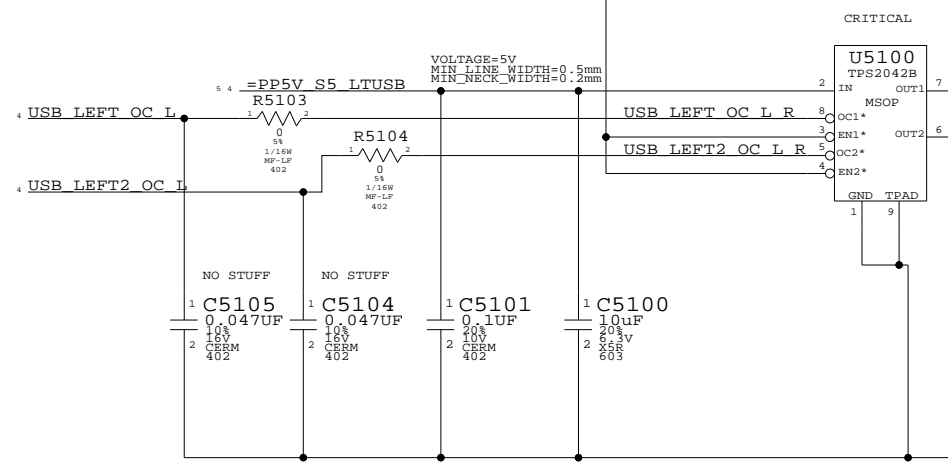 CRITICAL
U5100
TPS2042B
MSOP
VOLTAGE=5V
MIN_LINE_WIDTH=0.5mm
MIN_NECK_WIDTH=0.2mm
5 4 =PP5V_S5_LTUSB
2 IN
OUT1 7
4 USB_LEFT_OC_L
R5103
1 2
0
5%
1/16W
MF-LF
402
USB_LEFT_OC_L_R
8 OC1*
3 EN1*
OUT2 6
R5104
1 2
0
5%
1/16W
MF-LF
402
USB_LEFT2_OC_L_R
5 OC2*
4 EN2*
4 USB_LEFT2_OC_L
GND TPAD
1 9
NO STUFF
1 C5105
0.047UF
10%
16V
2 CERM
402
NO STUFF
1 C5104
0.047UF
10%
16V
2 CERM
402
1 C5101
0.1UF
20%
10V
2 CERM
402
1 C5100
10uF
20%
6.3V
2 X5R
603